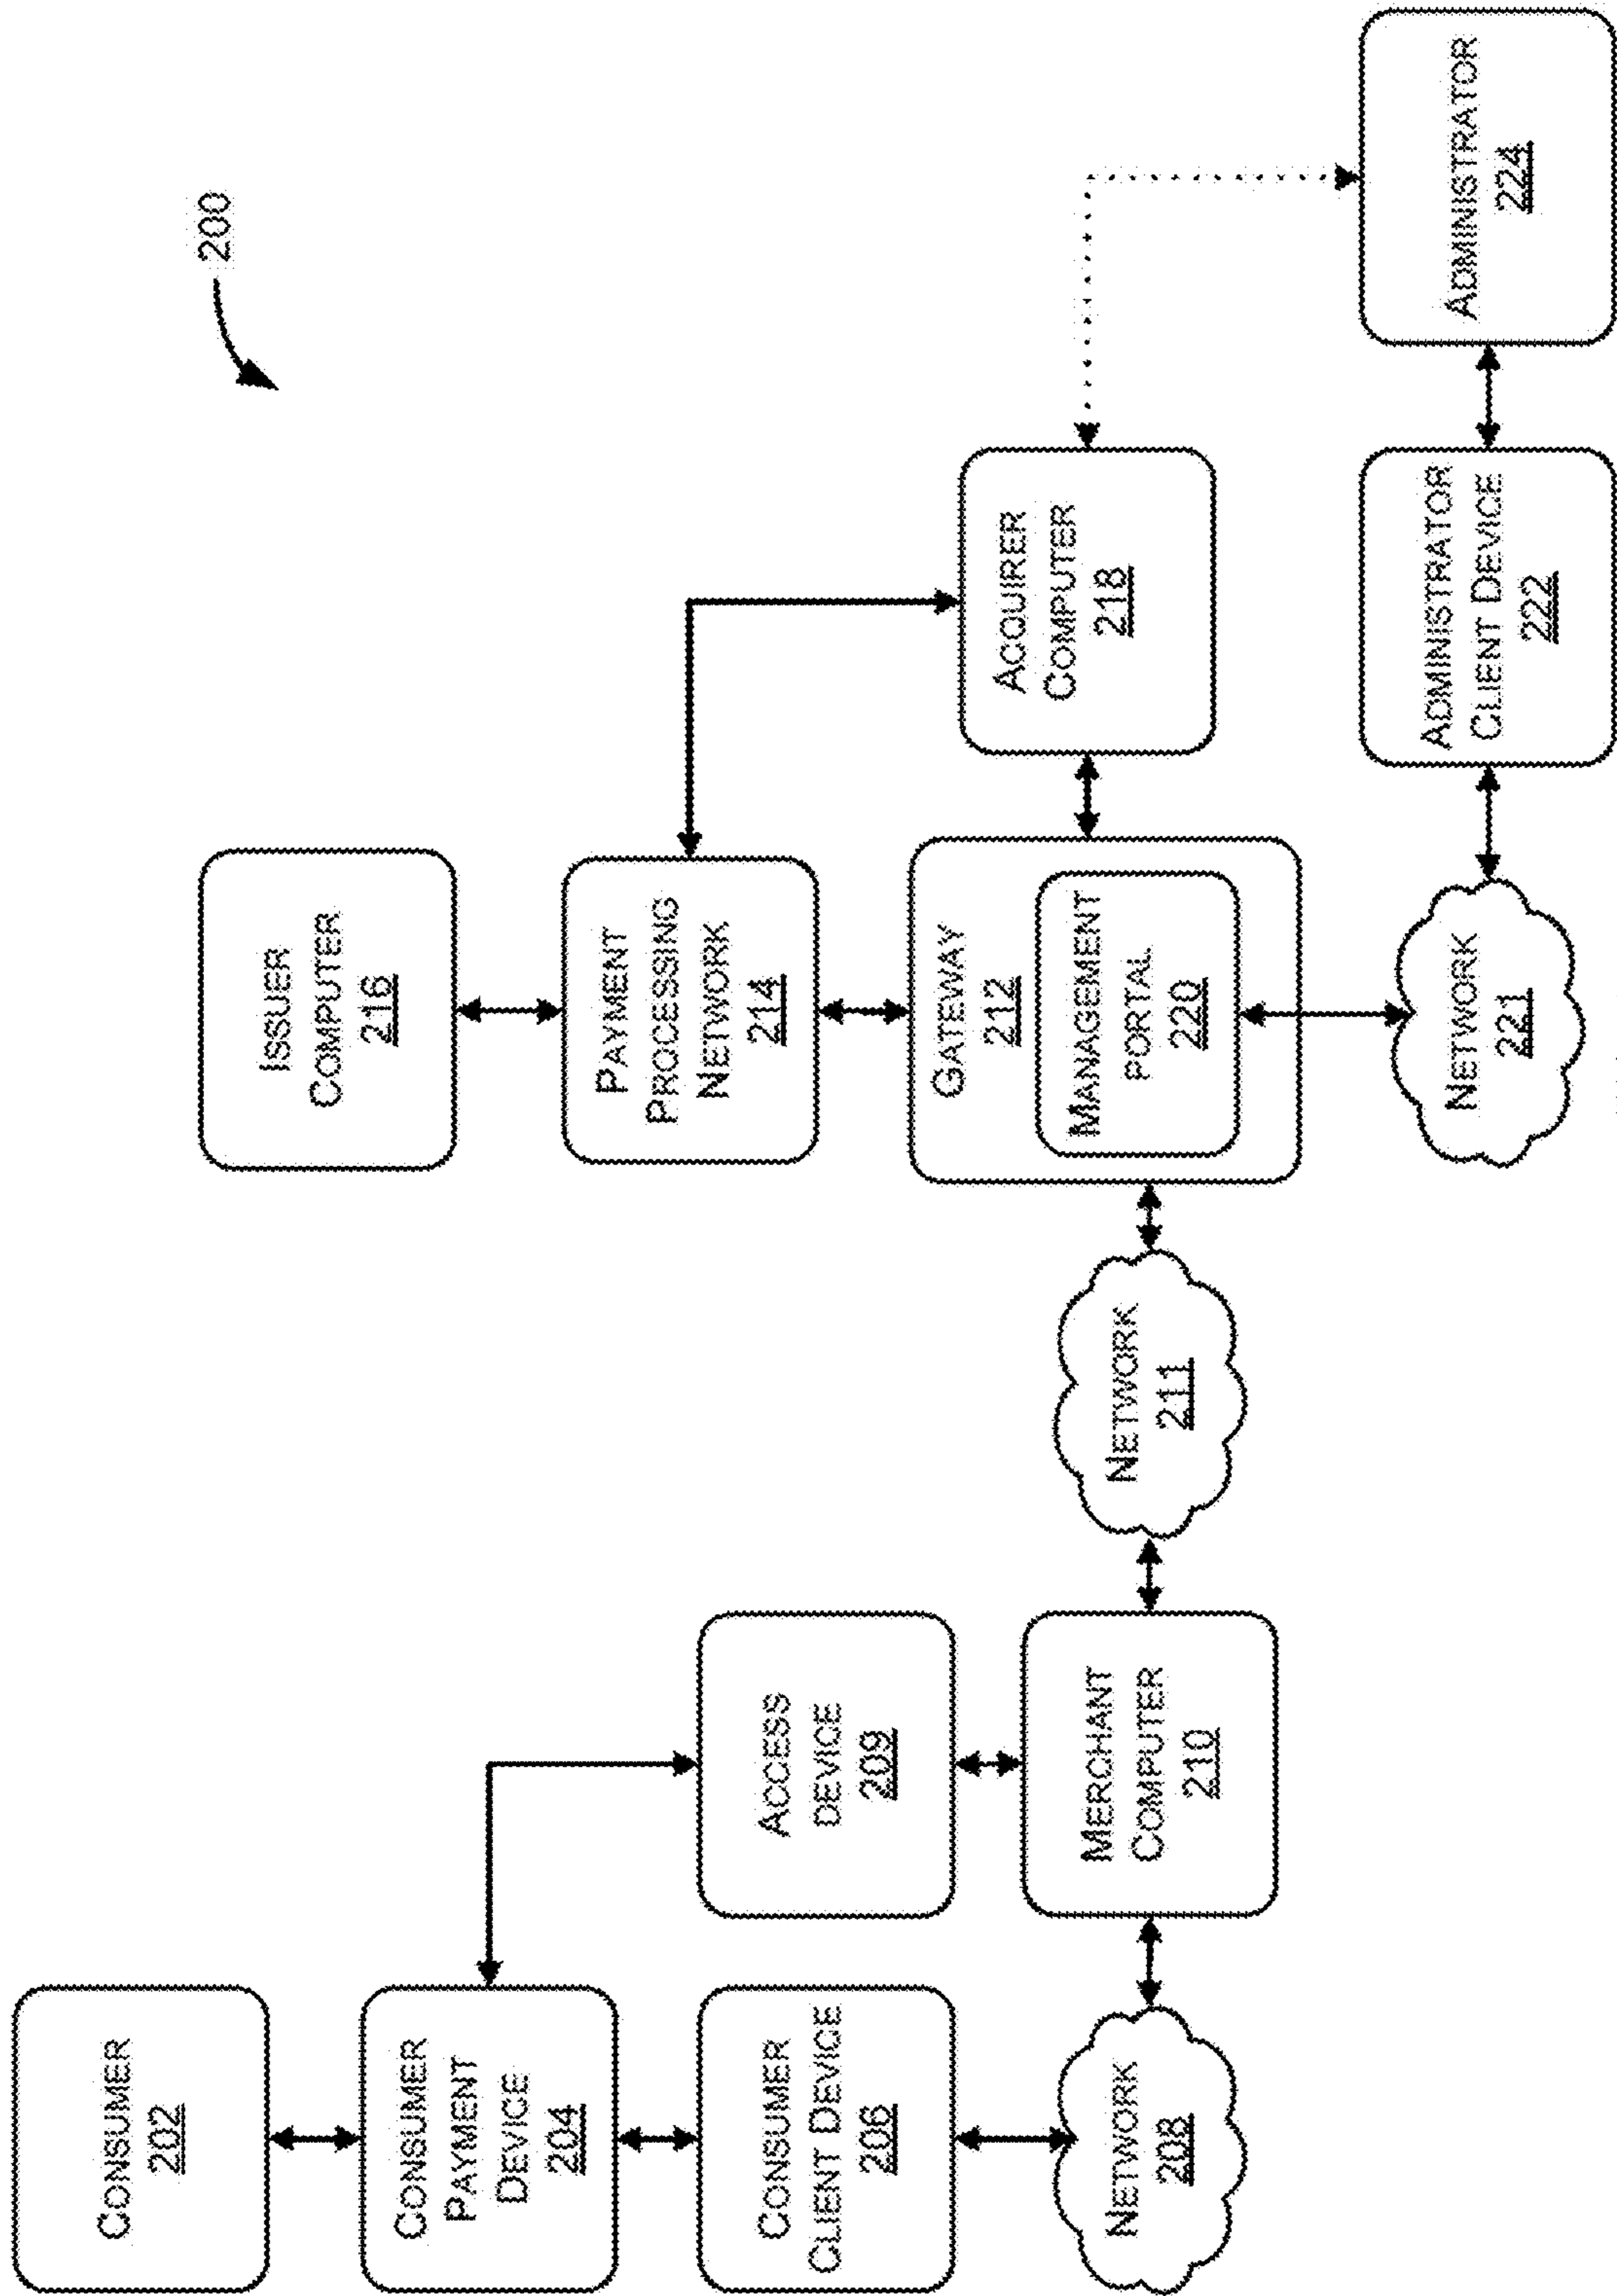 200
CONSUMER
202
CONSUMER
PAYMENT
DEVICE
204
CONSUMER
CLIENT DEVICE
206
NETWORK
208
ACCESS
DEVICE
209
MERCHANT
COMPUTER
210
NETWORK
211
ISSUER
COMPUTER
216
PAYMENT
PROCESSING
NETWORK
214
GATEWAY
212
MANAGEMENT
PORTAL
220
ACQUIRER
COMPUTER
218
NETWORK
221
ADMINISTRATOR
CLIENT DEVICE
222
ADMINISTRATOR
224